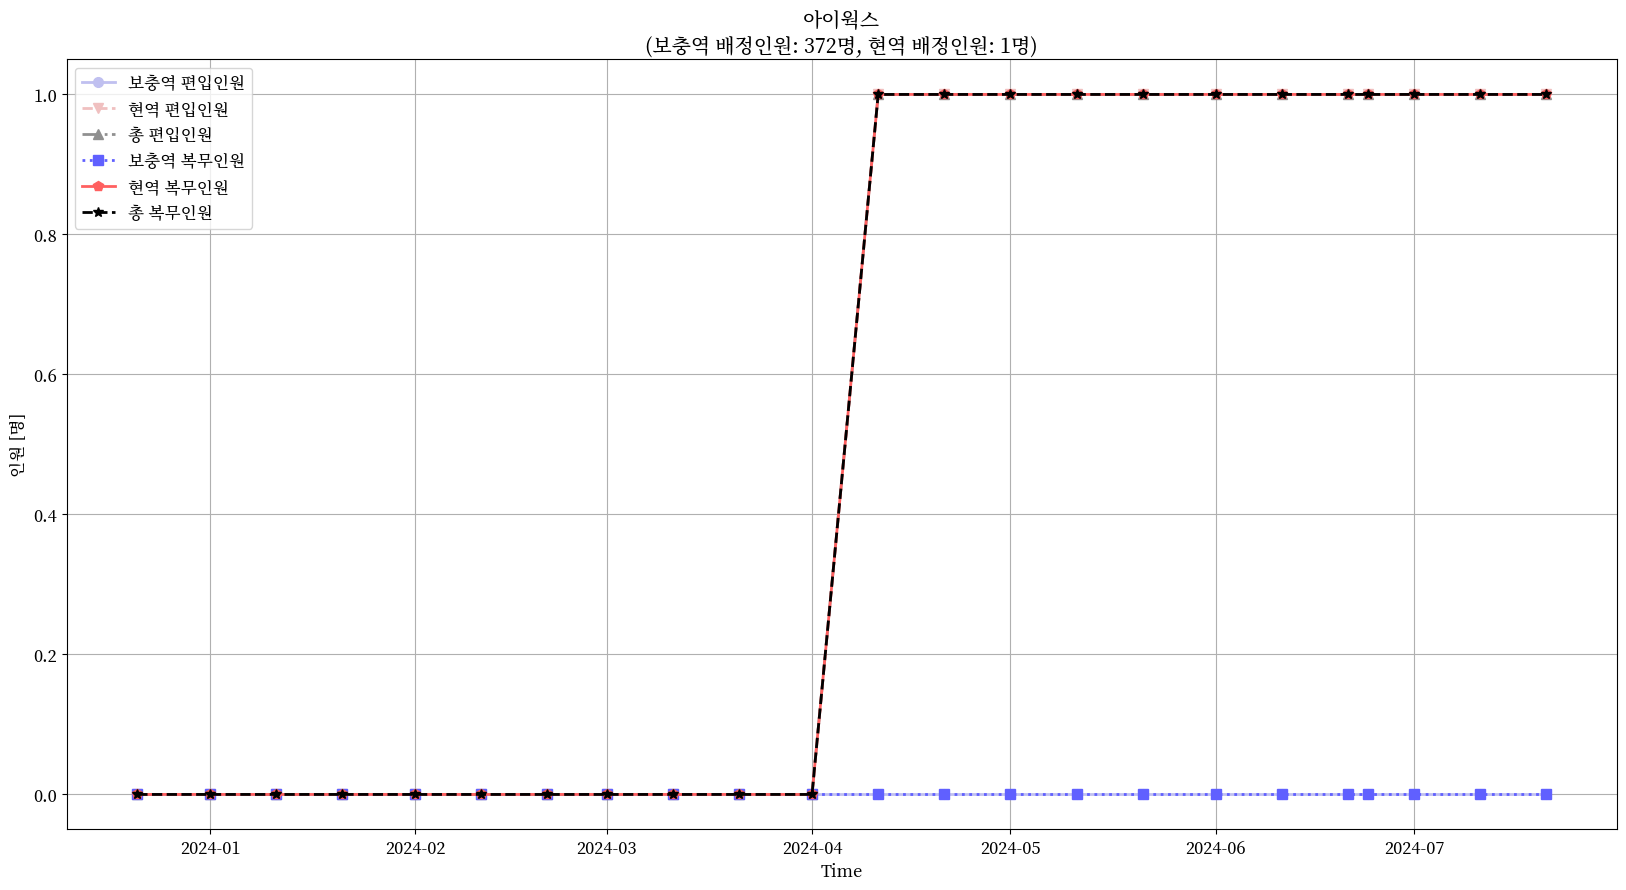 아이웍스
(보충역 배정인원: 372명, 현역 배정인원: 1명)
보충역 편입인원
현역 편입인원
총 편입인원
보충역 복무인원
현역 복무인원
총 복무인원
1.0
0.8
0.6
0.4
0.2
0.0
인원 [명]
2024-01
2024-02
2024-03
2024-04
2024-05
2024-06
2024-07
Time